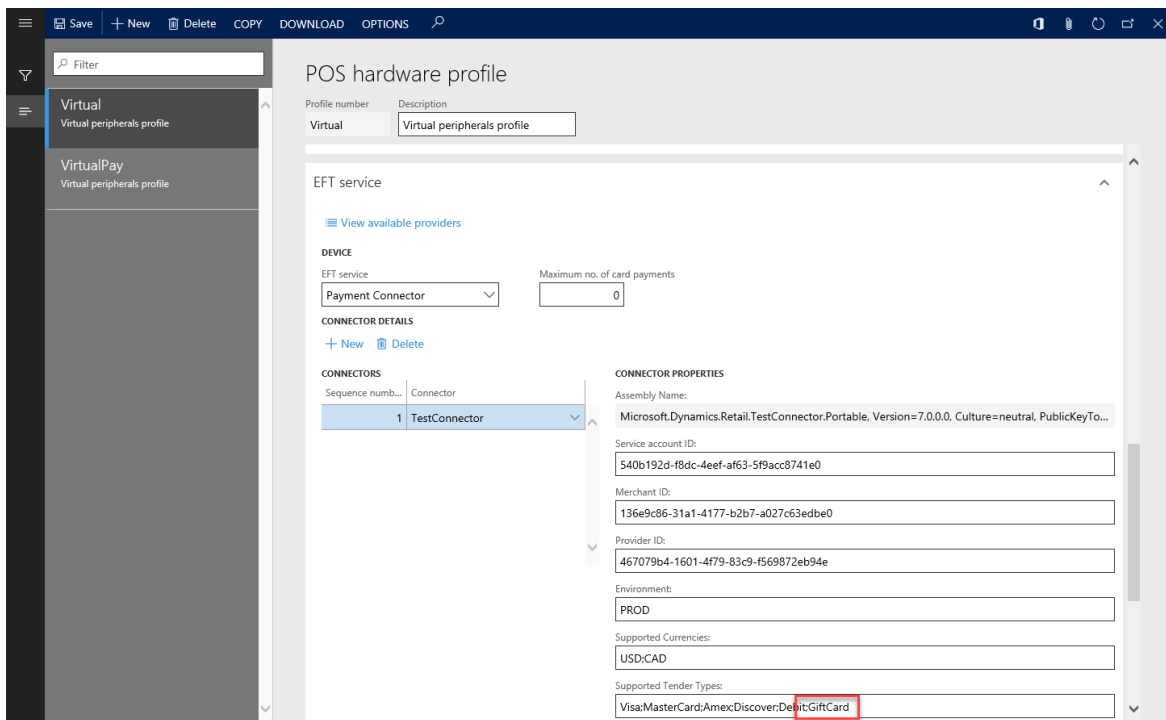 Save New Delete COPY DOWNLOAD OPTIONS
Filter
Virtual
Virtual peripherals profile
VirtualPay
Virtual peripherals profile
POS hardware profile
Profile number Description
Virtual Virtual peripherals profile
EFT service
View available providers
DEVICE
EFT service Maximum no. of card payments
Payment Connector 0
CONNECTOR DETAILS
New Delete
CONNECTORS
Sequence numb... Connector
1 TestConnector
CONNECTOR PROPERTIES
Assembly Name:
Microsoft.Dynamics.Retail.TestConnector.Portable, Version=7.0.0.0, Culture=neutral, PublicKeyTo...
Service account ID:
540b192d-f8dc-4eef-af63-5f9acc8741e0
Merchant ID:
136e9c86-31a1-4177-b2b7-a027c63edbe0
Provider ID:
467079b4-1601-4f79-83c9-f569872eb94e
Environment:
PROD
Supported Currencies:
USD;CAD
Supported Tender Types:
Visa;MasterCard;Amex;Discover;Debit;GiftCard